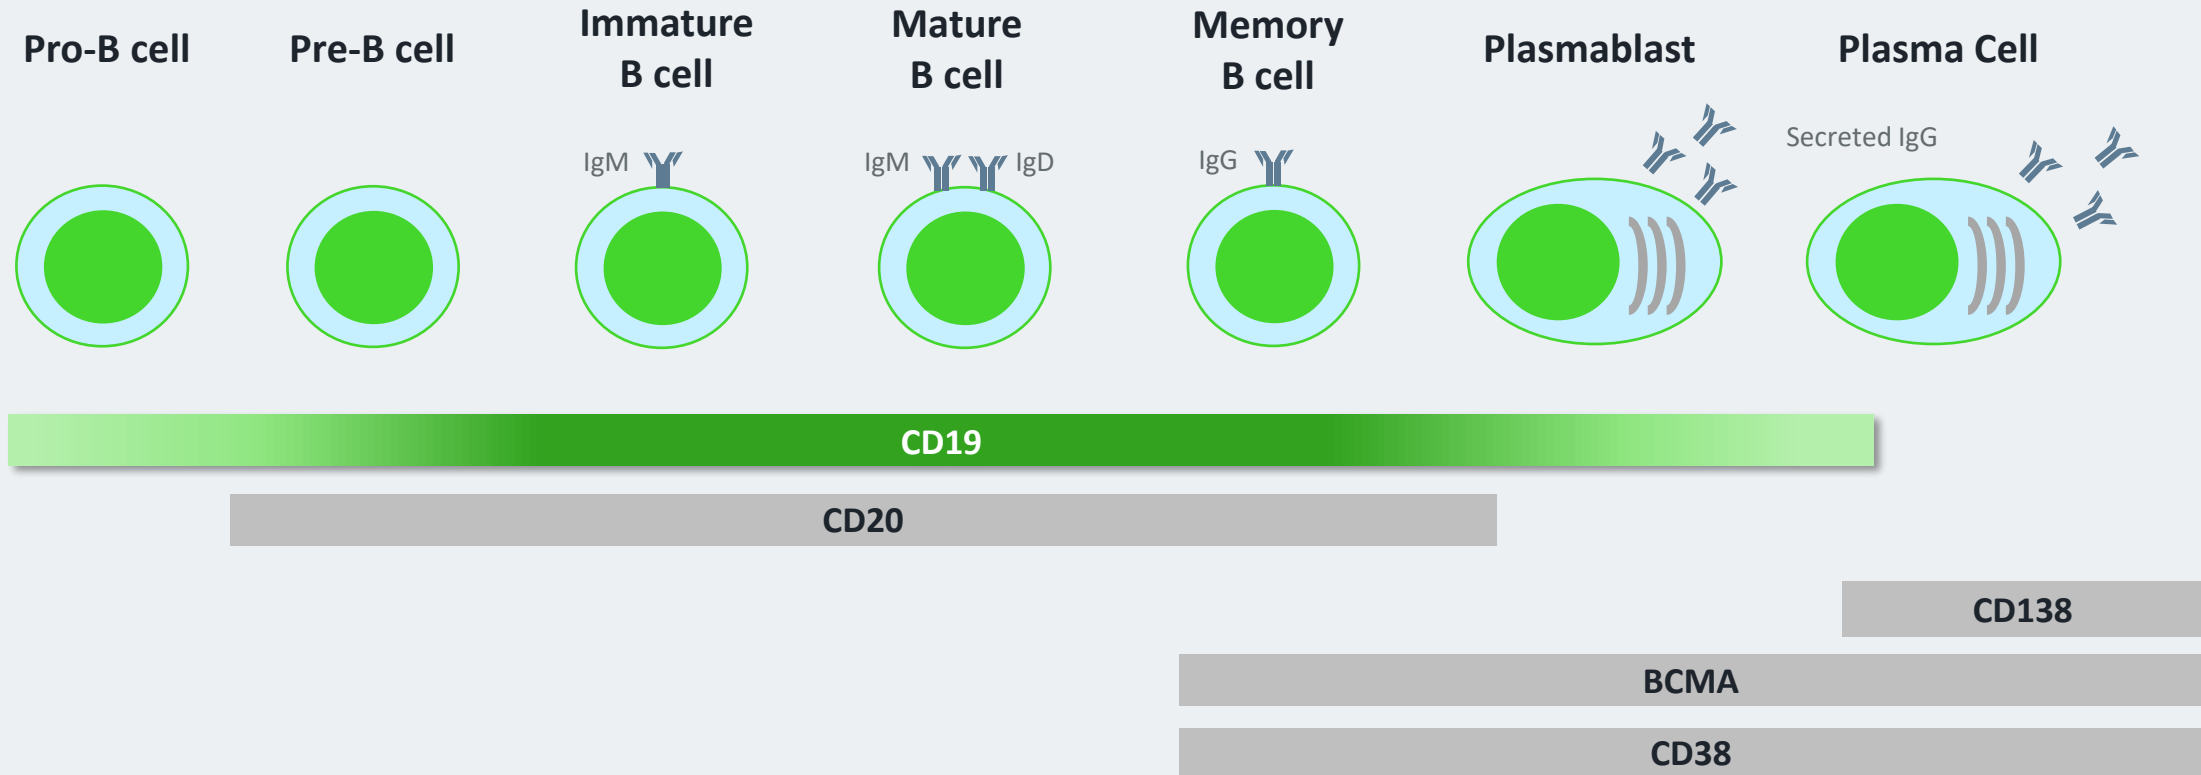 Pro-B cell
Pre-B cell
Immature
B cell
Mature
B cell
Memory
B cell
Plasmablast
Plasma Cell
IgM
IgM
IgD
IgG
Secreted IgG
CD19
CD20
CD138
BCMA
CD38